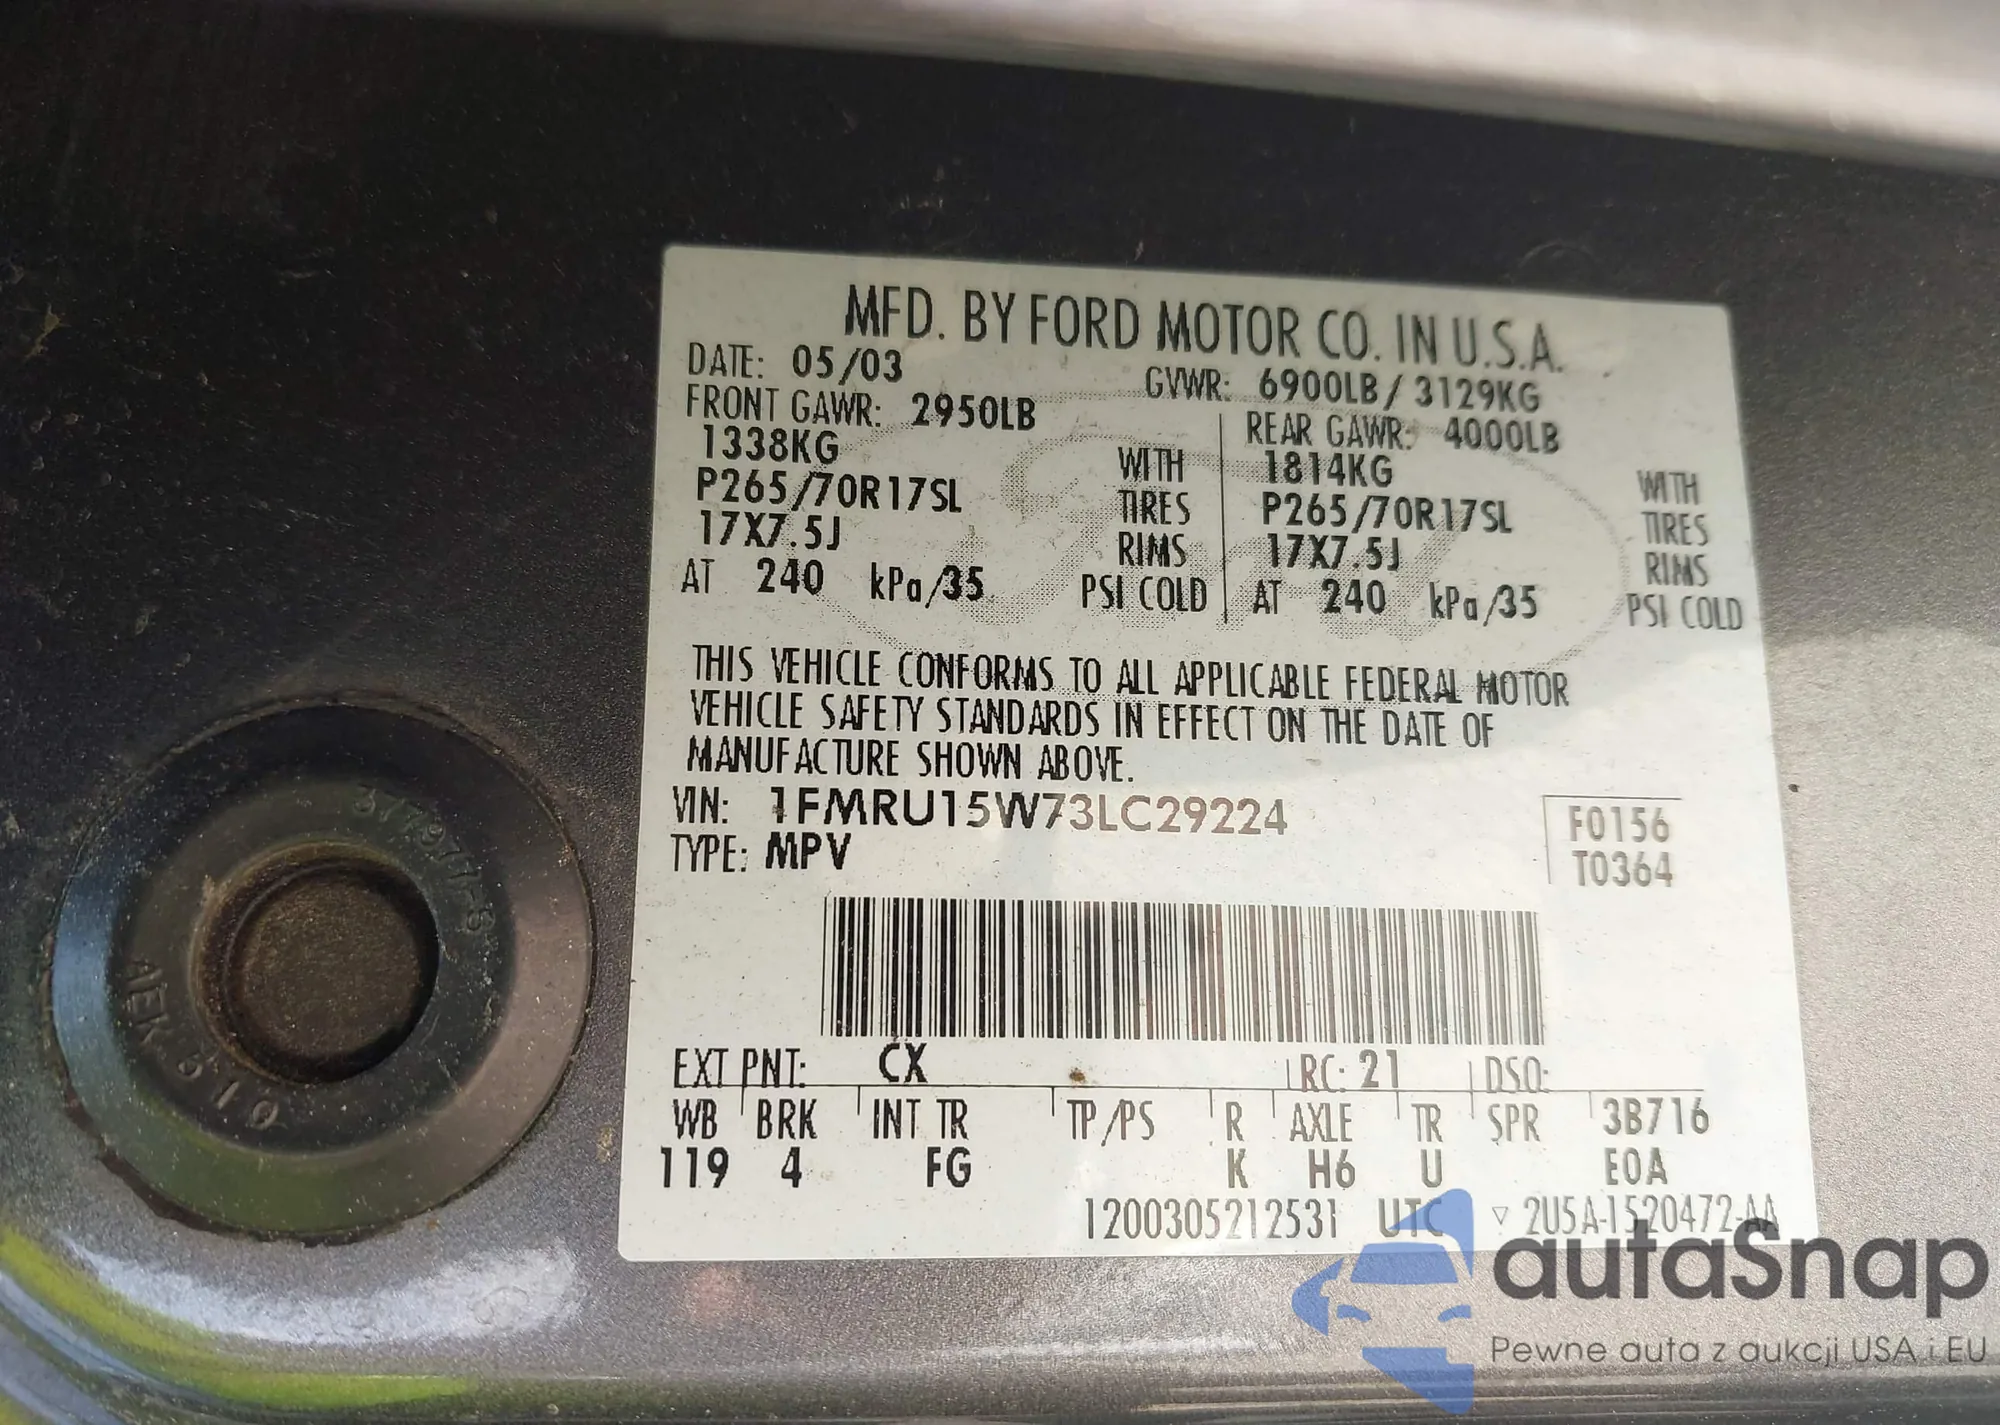 MFD. BY FORD MOTOR CO. IN U.S.A.
DATE: 05/03
GVWR: 6900LB / 3129KG
FRONT GAWR: 2950LB
1338KG WITH
P265/70R17SL TIRES
17X7.5J RIMS
AT 240 kPa/35 PSI COLD
REAR GAWR: 4000LB
1814KG WITH
P265/70R17SL TIRES
17X7.5J RIMS
AT 240 kPa/35 PSI COLD
THIS VEHICLE CONFORMS TO ALL APPLICABLE FEDERAL MOTOR
VEHICLE SAFETY STANDARDS IN EFFECT ON THE DATE OF
MANUFACTURE SHOWN ABOVE.
VIN: 1FMRU15W73LC29224
TYPE: MPV
F0156
T0364
EXT PNT: CX RC: 21 DSO:
WB BRK INT TR TP/PS R AXLE TR SPR 3B716
119 4 FG K H6 U E0A
1200305212531 UTC ▽ 2U5A-1520472-AA
autaSnap
Pewne auta z aukcji USA i EU